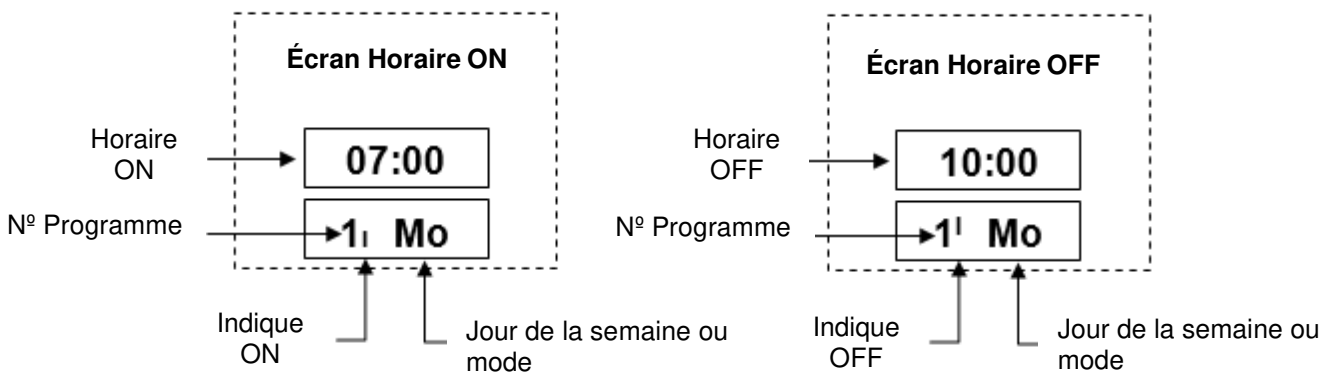 Écran Horaire ON
Horaire
ON
07:00
Nº Programme
1ı Mo
Indique
ON
Jour de la semaine ou
mode
Écran Horaire OFF
Horaire
OFF
10:00
Nº Programme
1ˡ Mo
Indique
OFF
Jour de la semaine ou
mode